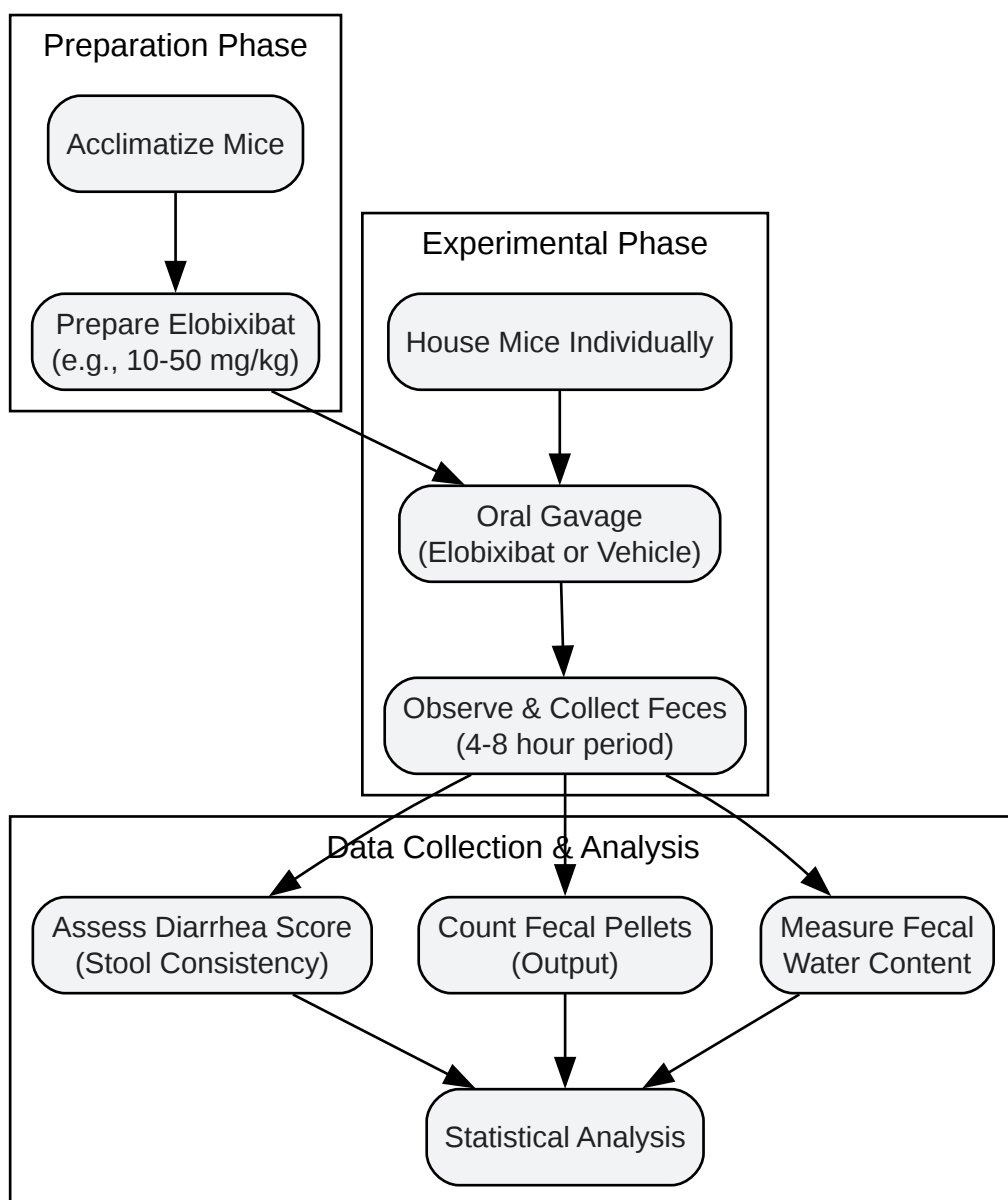 Preparation Phase
Acclimatize Mice
Prepare Elobixibat
(e.g., 10-50 mg/kg)
Experimental Phase
House Mice Individually
Oral Gavage
(Elobixibat or Vehicle)
Observe & Collect Feces
(4-8 hour period)
Data Collection & Analysis
Assess Diarrhea Score
(Stool Consistency)
Count Fecal Pellets
(Output)
Measure Fecal
Water Content
Statistical Analysis